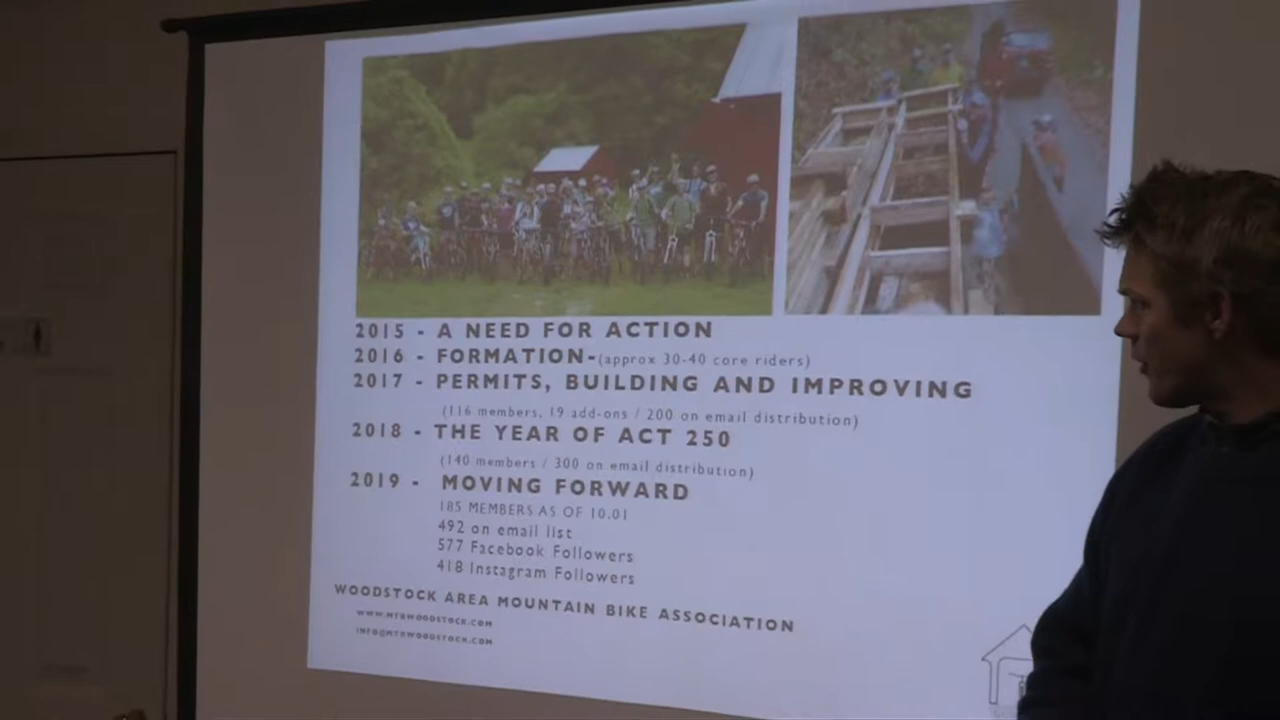 2015 - A NEED FOR ACTION
2016 - FORMATION-(approx 30-40 core riders)
2017 - PERMITS, BUILDING AND IMPROVING
(116 members, 19 add-ons / 200 on email distribution)
2018 - THE YEAR OF ACT 250
(140 members / 300 on email distribution)
2019 - MOVING FORWARD
185 MEMBERS AS OF 10.01
492 on email list
577 Facebook Followers
418 Instagram Followers
WOODSTOCK AREA MOUNTAIN BIKE ASSOCIATION
WWW.MTBWOODSTOCK.COM
INFO@MTBWOODSTOCK.COM